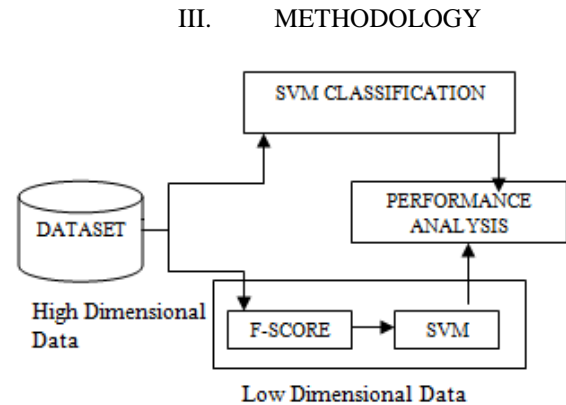 III. METHODOLOGY
SVM CLASSIFICATION
PERFORMANCE
ANALYSIS
DATASET
High Dimensional
Data
F-SCORE
SVM
Low Dimensional Data